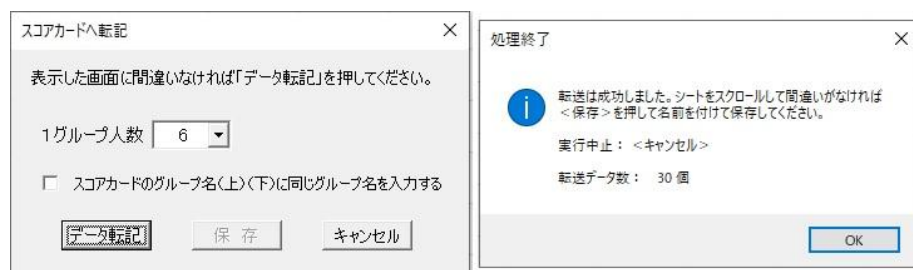 スコアカードへ転記
表示した画面に間違いなければ「データ転記」を押してください。
1グループ人数 6
スコアカードのグループ名(上)(下)に同じグループ名を入力する
データ転記 保 存 キャンセル
処理終了
転送は成功しました。シートをスクロールして間違いがなければ
<保存>を押して名前を付けて保存してください。
実行中止： <キャンセル>
転送データ数： 30 個
OK